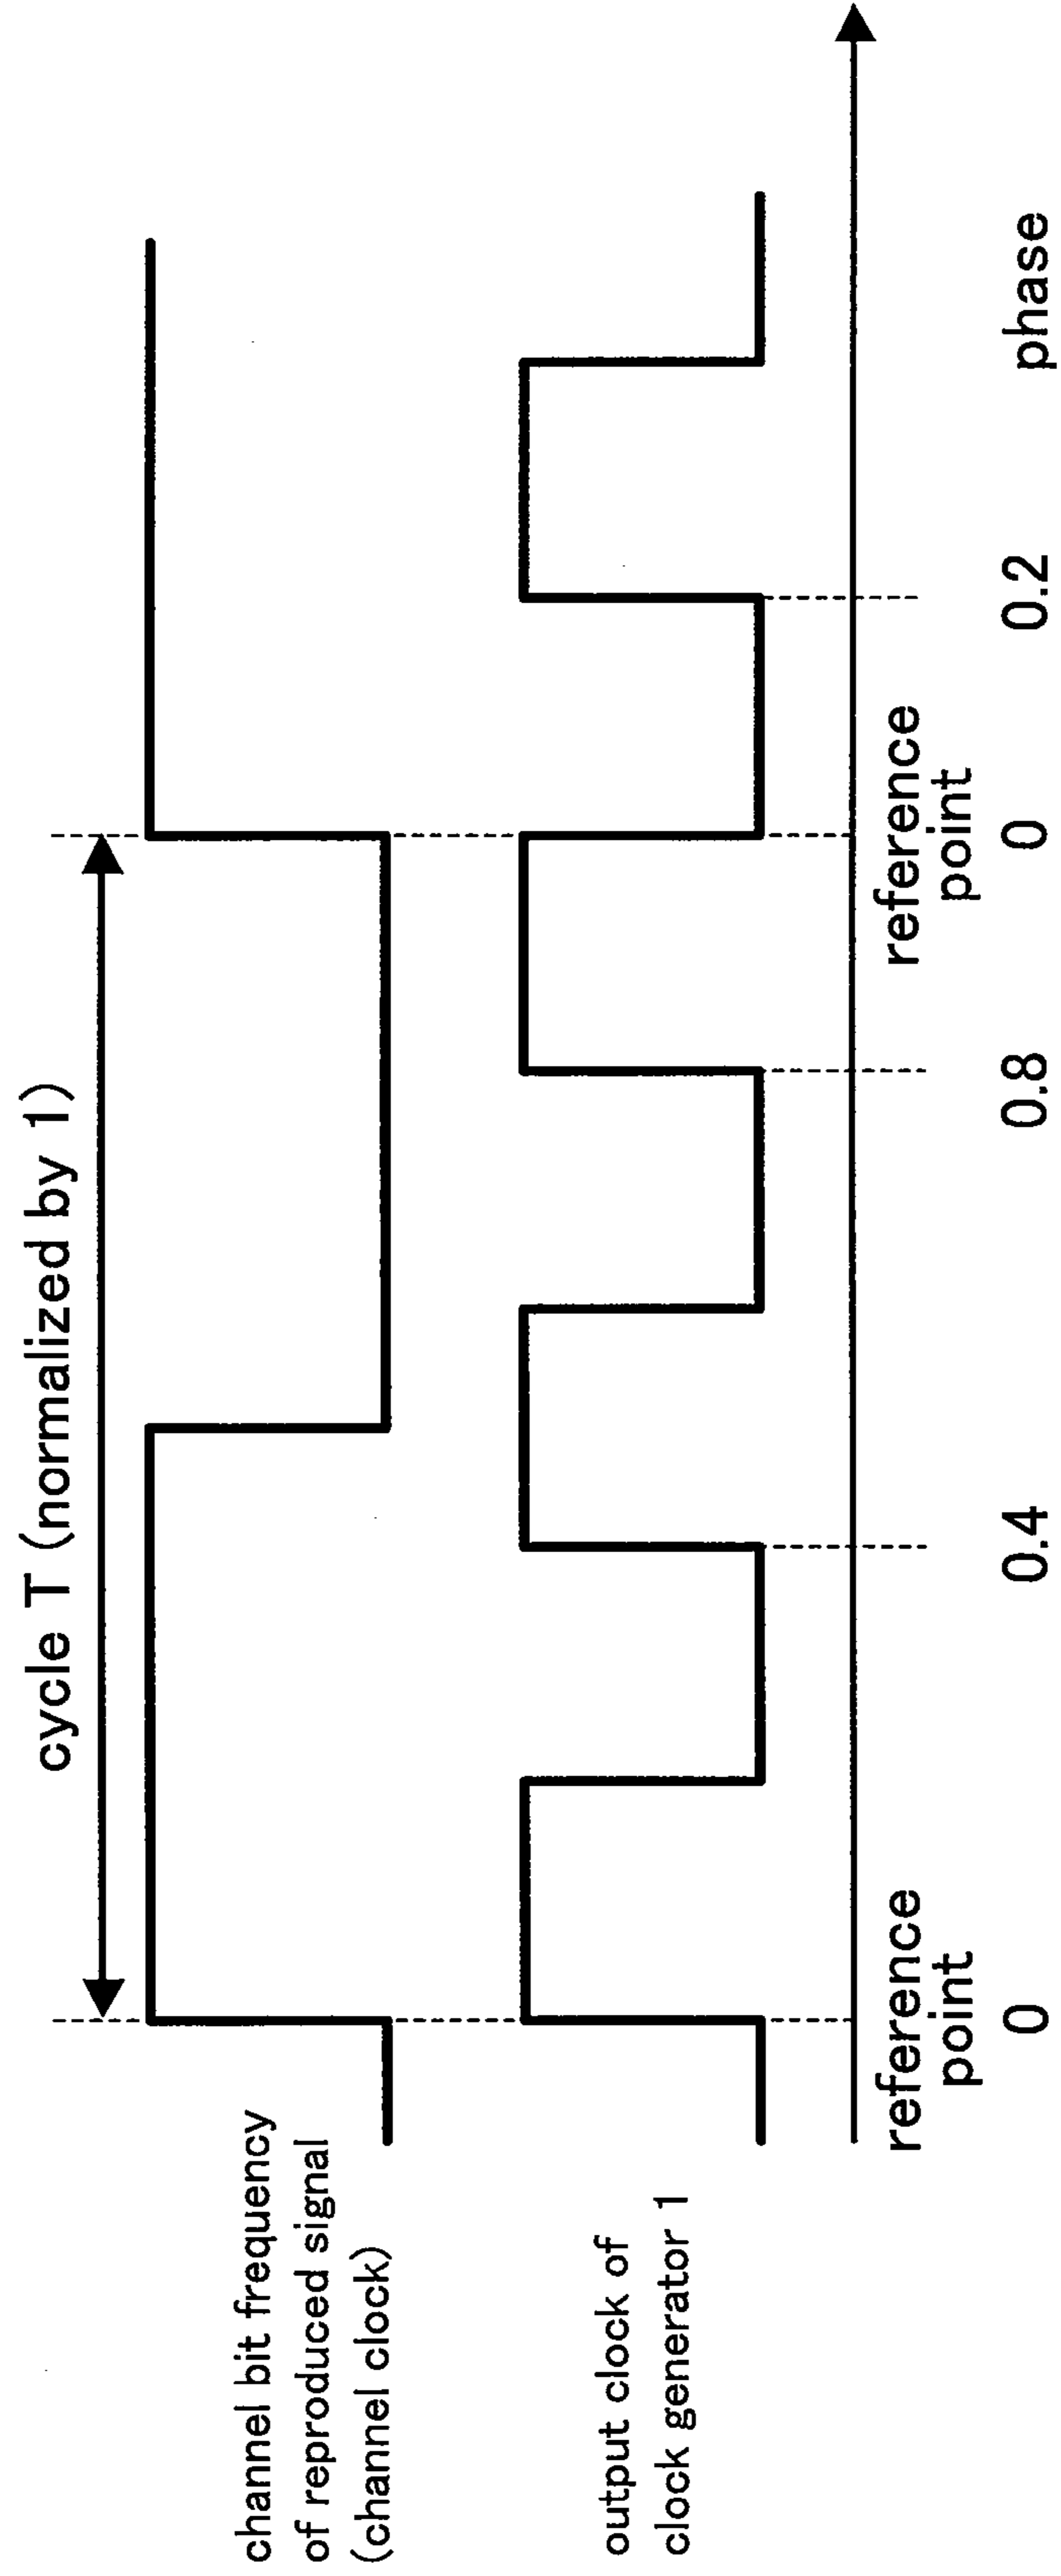 cycle T (normalized by 1)
channel bit frequency
of reproduced signal
(channel clock)
output clock of
clock generator 1
reference
point
reference
point
0
0.4
0.8
0
0.2
phase